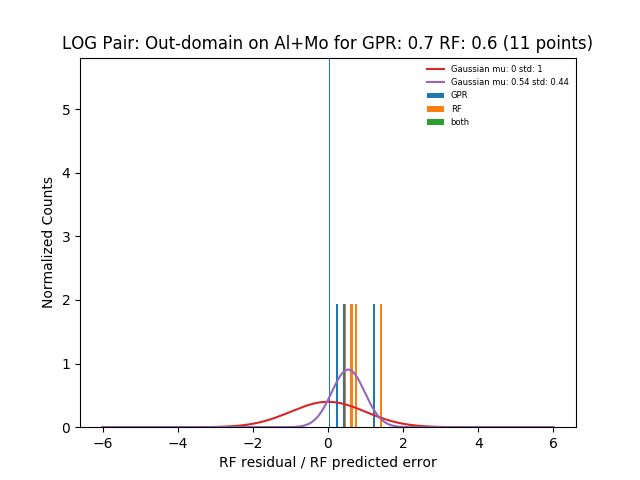 LOG Pair: Out-domain on Al+Mo for GPR: 0.7 RF: 0.6 (11 points)
Gaussian mu: 0 std: 1
Gaussian mu: 0.54 std: 0.44
GPR
RF
both
Normalized Counts
5
4
3
2
1
0
−6 −4 −2 0 2 4 6
RF residual / RF predicted error